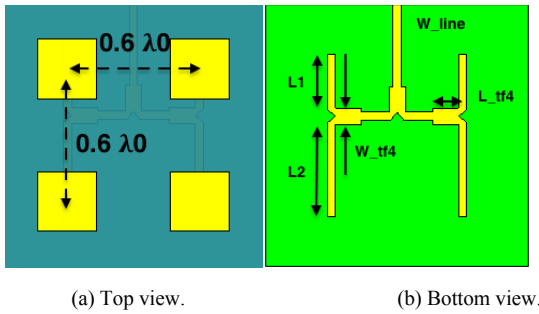 0.6 λ0
0.6 λ0
W_line
L1
L_tf4
W_tf4
L2
(a) Top view.
(b) Bottom view.